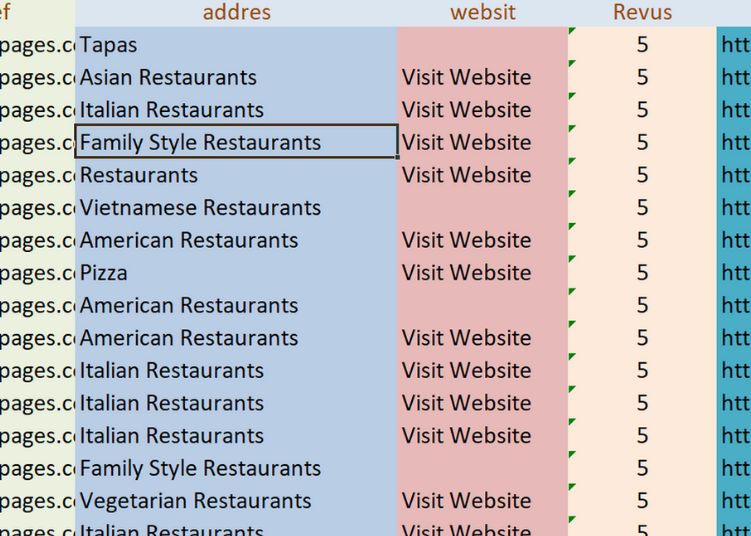 ef addres websit Revus
pages.c Tapas 5 htt
pages.c Asian Restaurants Visit Website 5 htt
pages.c Italian Restaurants Visit Website 5 htt
pages.c Family Style Restaurants Visit Website 5 htt
pages.c Restaurants Visit Website 5 htt
pages.c Vietnamese Restaurants 5 htt
pages.c American Restaurants Visit Website 5 htt
pages.c Pizza Visit Website 5 htt
pages.c American Restaurants 5 htt
pages.c American Restaurants Visit Website 5 htt
pages.c Italian Restaurants Visit Website 5 htt
pages.c Italian Restaurants Visit Website 5 htt
pages.c Italian Restaurants Visit Website 5 htt
pages.c Family Style Restaurants 5 htt
pages.c Vegetarian Restaurants Visit Website 5 htt
pages.c Italian Restaurants Visit Website 5 htt